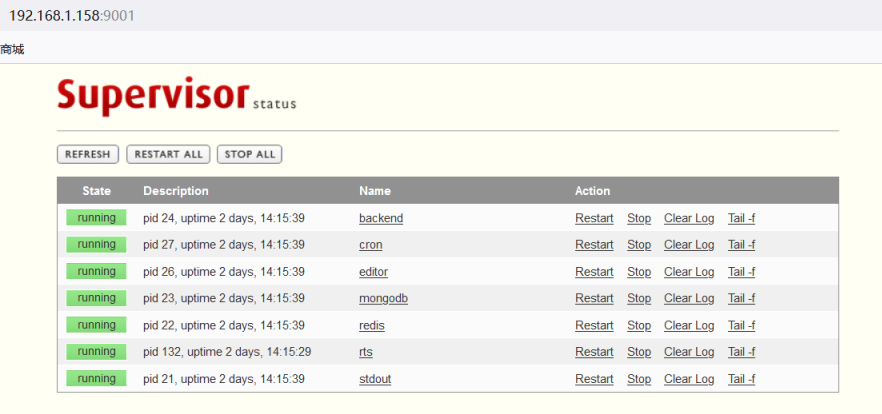 192.168.1.158:9001
商城
Supervisor status
REFRESH RESTART ALL STOP ALL
State Description Name Action
running pid 24, uptime 2 days, 14:15:39 backend Restart Stop Clear Log Tail -f
running pid 27, uptime 2 days, 14:15:39 cron Restart Stop Clear Log Tail -f
running pid 26, uptime 2 days, 14:15:39 editor Restart Stop Clear Log Tail -f
running pid 23, uptime 2 days, 14:15:39 mongodb Restart Stop Clear Log Tail -f
running pid 22, uptime 2 days, 14:15:39 redis Restart Stop Clear Log Tail -f
running pid 132, uptime 2 days, 14:15:29 rts Restart Stop Clear Log Tail -f
running pid 21, uptime 2 days, 14:15:39 stdout Restart Stop Clear Log Tail -f